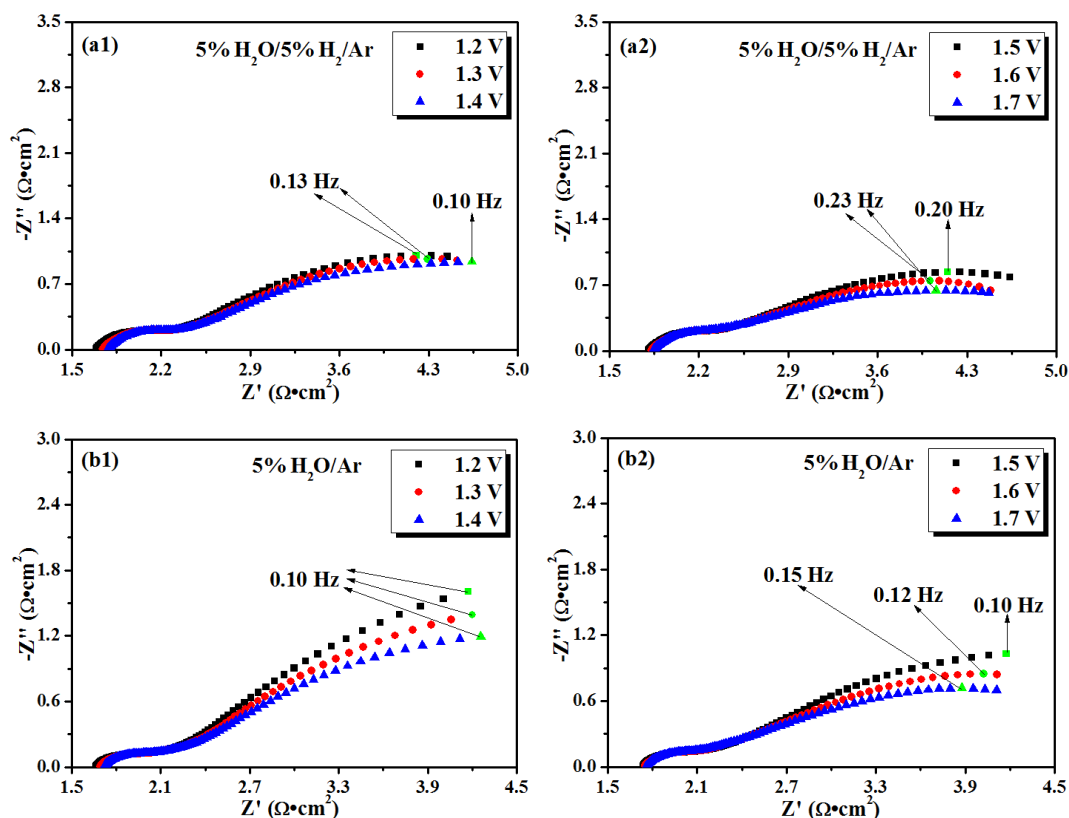 (a1)
5% H₂O/5% H₂/Ar
1.2 V
1.3 V
1.4 V
0.13 Hz
0.10 Hz
-Z'' (Ω•cm²)
3.5
2.8
2.1
1.4
0.7
0.0
1.5 2.2 2.9 3.6 4.3 5.0
Z' (Ω•cm²)
(a2)
5% H₂O/5% H₂/Ar
1.5 V
1.6 V
1.7 V
0.23 Hz
0.20 Hz
-Z'' (Ω•cm²)
3.5
2.8
2.1
1.4
0.7
0.0
1.5 2.2 2.9 3.6 4.3 5.0
Z' (Ω•cm²)
(b1)
5% H₂O/Ar
1.2 V
1.3 V
1.4 V
0.10 Hz
-Z'' (Ω•cm²)
3.0
2.4
1.8
1.2
0.6
0.0
1.5 2.1 2.7 3.3 3.9 4.5
Z' (Ω•cm²)
(b2)
5% H₂O/Ar
1.5 V
1.6 V
1.7 V
0.15 Hz
0.12 Hz
0.10 Hz
-Z'' (Ω•cm²)
3.0
2.4
1.8
1.2
0.6
0.0
1.5 2.1 2.7 3.3 3.9 4.5
Z' (Ω•cm²)